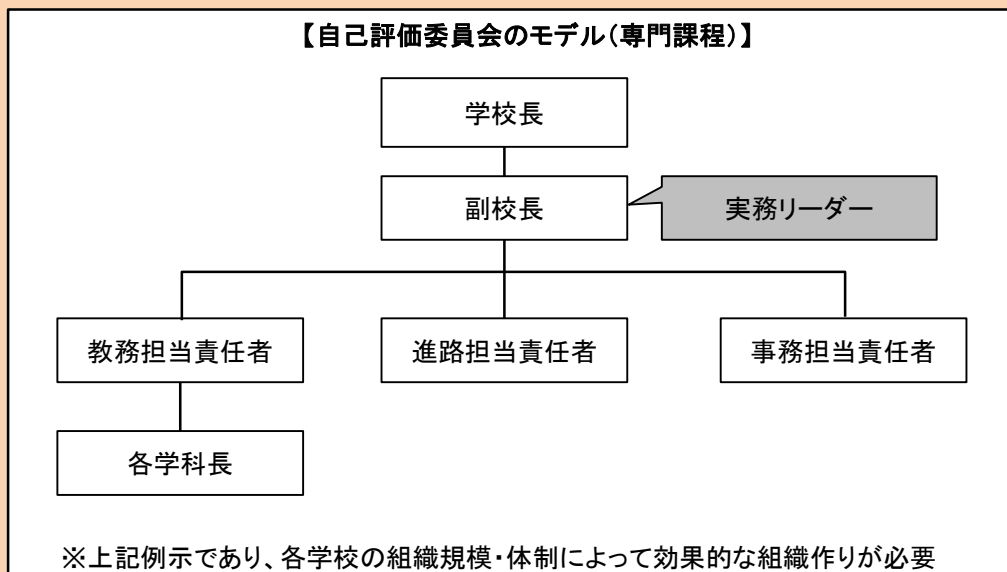 【自己評価委員会のモデル(専門課程)】
学校長
副校長
実務リーダー
教務担当責任者
進路担当責任者
事務担当責任者
各学科長
※上記例示であり、各学校の組織規模・体制によって効果的な組織作りが必要